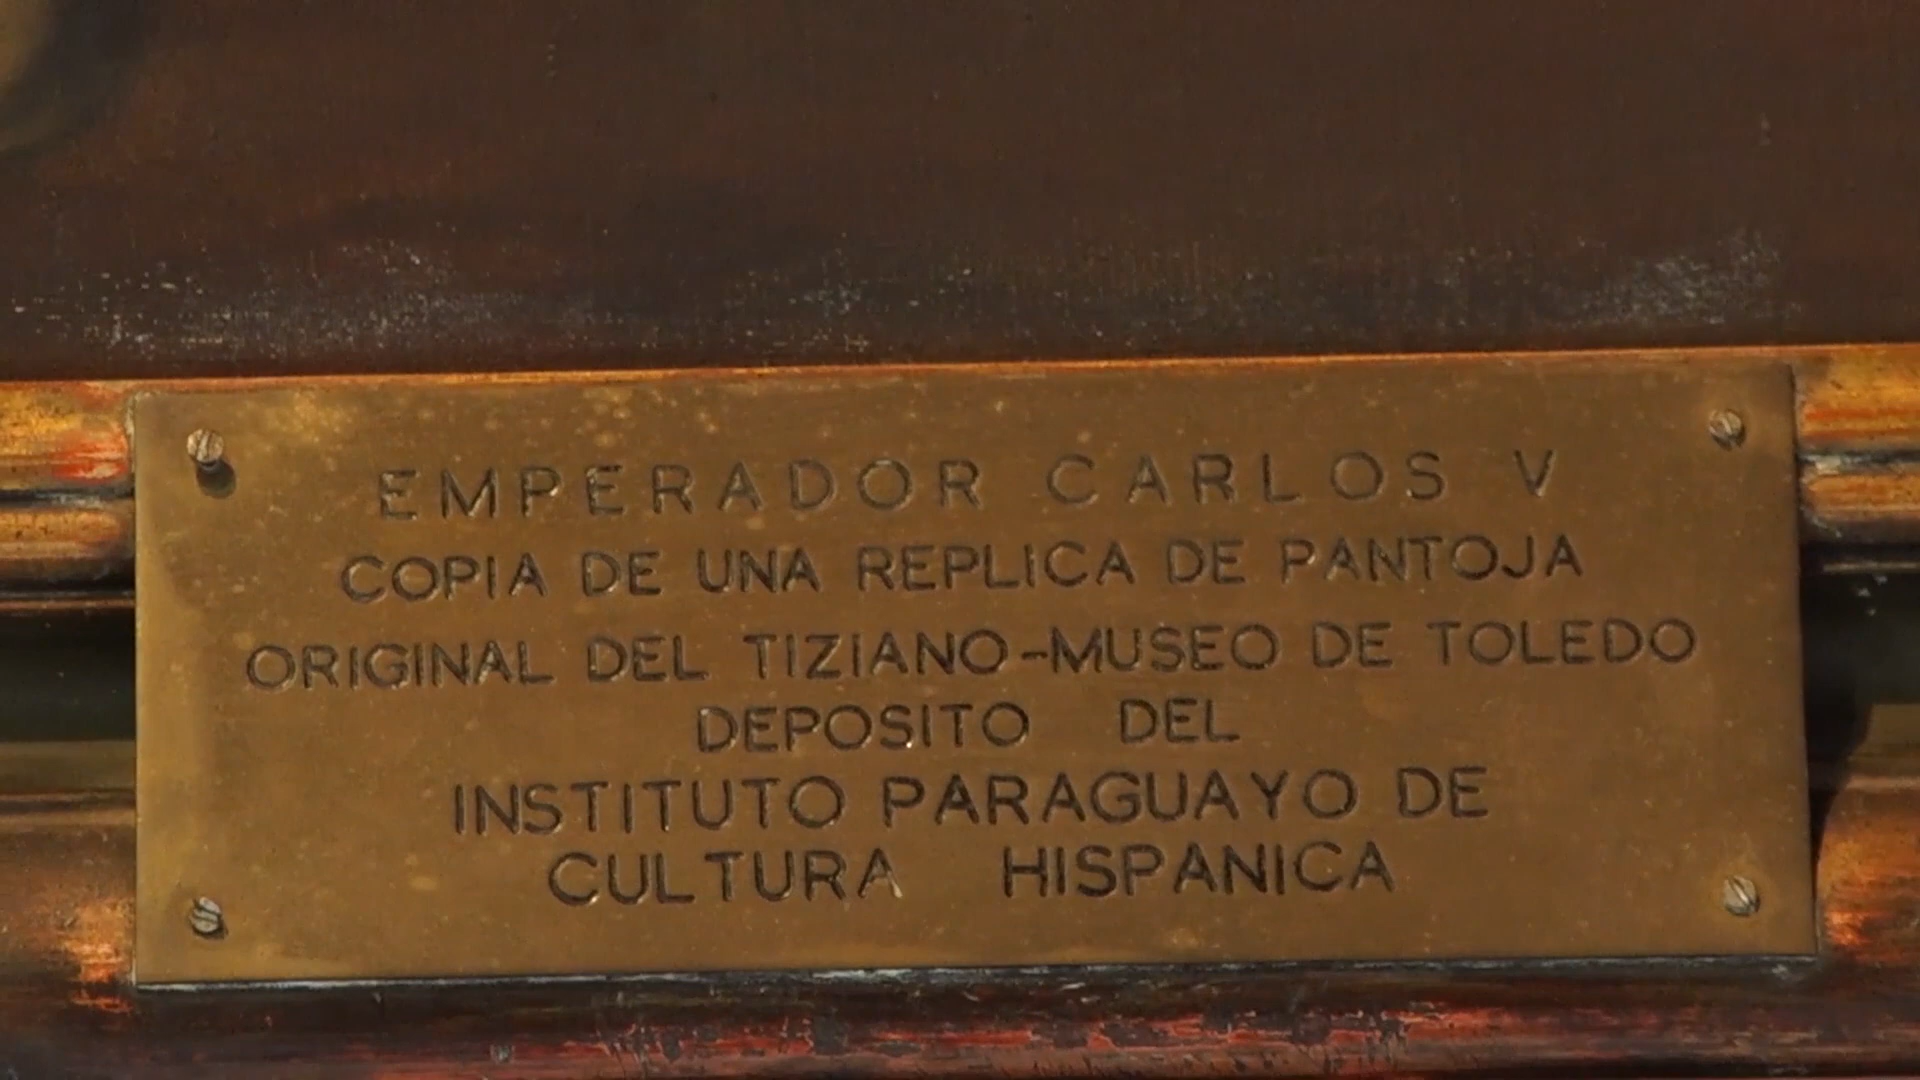 EMPERADOR CARLOS V
COPIA DE UNA REPLICA DE PANTOJA
ORIGINAL DEL TIZIANO-MUSEO DE TOLEDO
DEPOSITO DEL
INSTITUTO PARAGUAYO DE
CULTURA HISPANICA